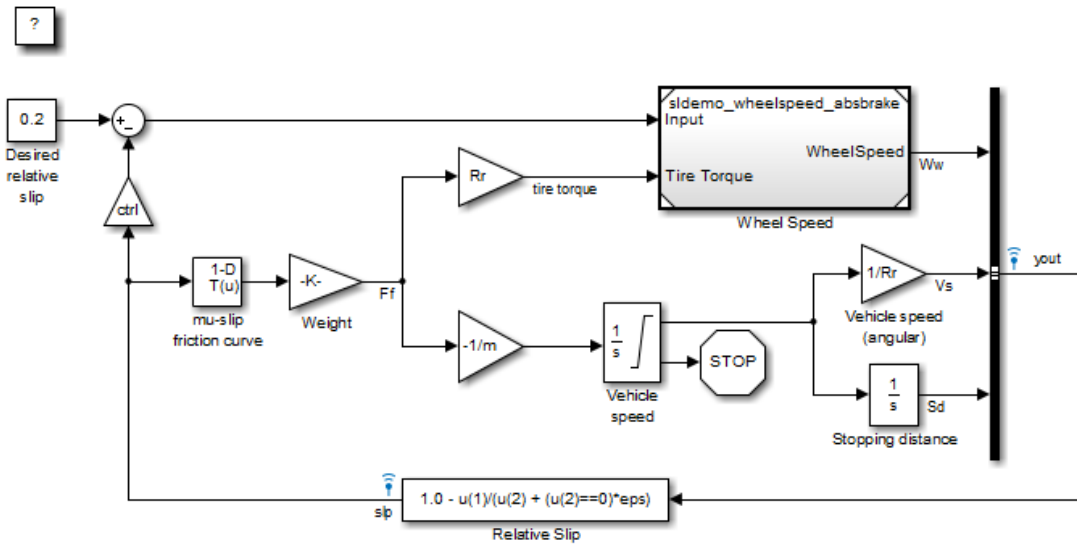 ?
0.2
Desired
relative
slip
+
−
ctrl
1-D
T(u)
mu-slip
friction curve
-K-
Weight
Ff
Rr
tire torque
sldemo_wheelspeed_absbrake
Input
Tire Torque
WheelSpeed
Wheel Speed
Ww
-1/m
1
s
Vehicle
speed
STOP
1/Rr
Vs
Vehicle speed
(angular)
1
s
Sd
Stopping distance
yout
1.0 - u(1)/(u(2) + (u(2)==0)*eps)
slp
Relative Slip